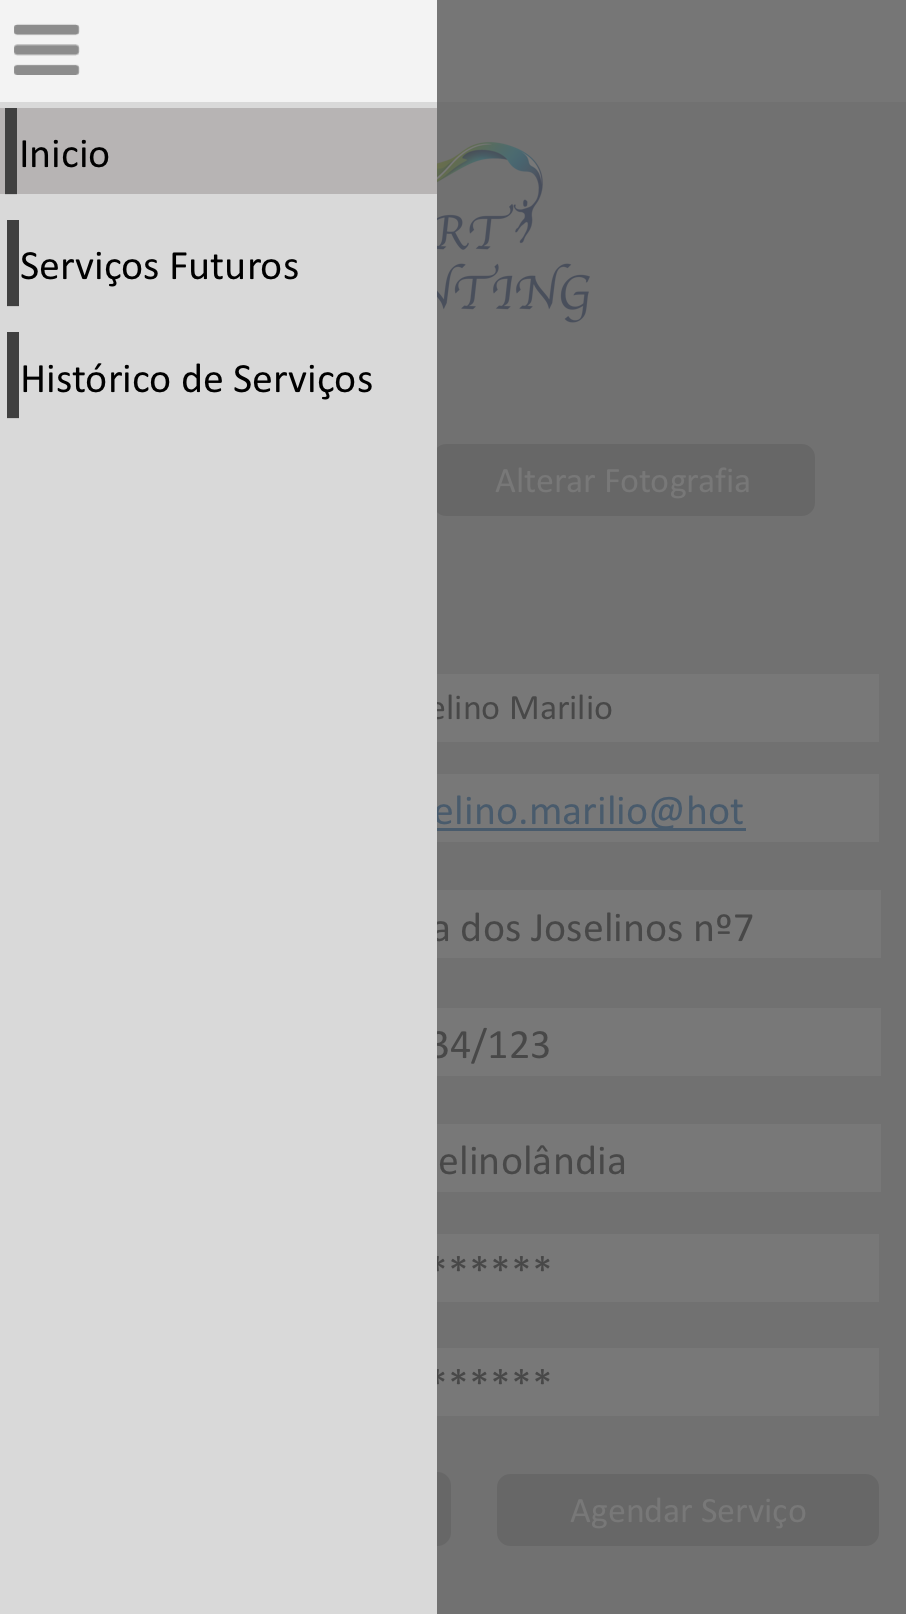 Inicio
Serviços Futuros
Histórico de Serviços
RT
NTING
Alterar Fotografia
elino Marilio
elino.marilio@hot
a dos Joselinos nº7
34/123
elinolândia
******
******
Agendar Serviço